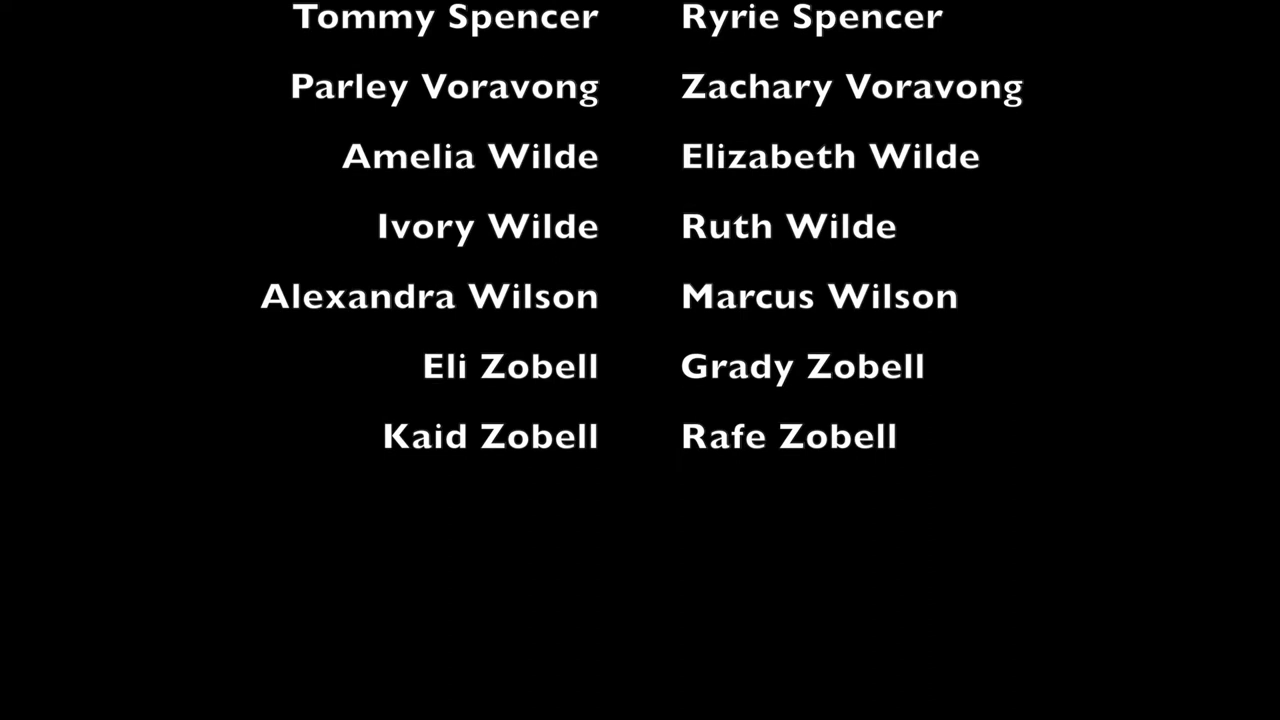 Tommy Spencer Ryrie Spencer
Parley Voravong Zachary Voravong
Amelia Wilde Elizabeth Wilde
Ivory Wilde Ruth Wilde
Alexandra Wilson Marcus Wilson
Eli Zobell Grady Zobell
Kaid Zobell Rafe Zobell